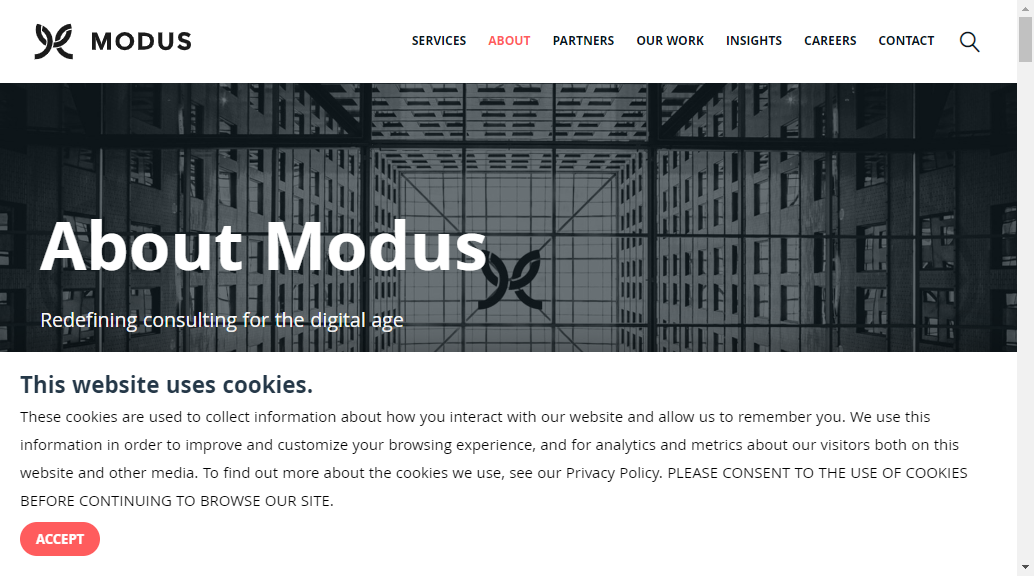 MODUS
SERVICES ABOUT PARTNERS OUR WORK INSIGHTS CAREERS CONTACT
About Modus
Redefining consulting for the digital age
This website uses cookies.
These cookies are used to collect information about how you interact with our website and allow us to remember you. We use this
information in order to improve and customize your browsing experience, and for analytics and metrics about our visitors both on this
website and other media. To find out more about the cookies we use, see our Privacy Policy. PLEASE CONSENT TO THE USE OF COOKIES
BEFORE CONTINUING TO BROWSE OUR SITE.
ACCEPT